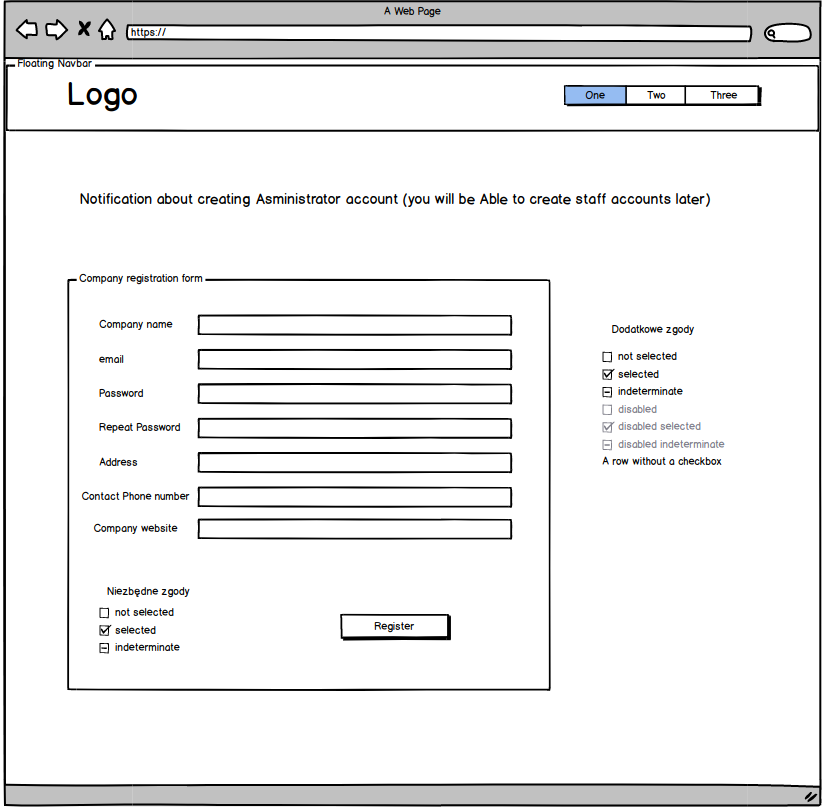 A Web Page
https://
Floating Navbar
Logo
One Two Three
Notification about creating Asministrator account (you will be Able to create staff accounts later)
Company registration form
Company name
email
Password
Repeat Password
Address
Contact Phone number
Company website
Niezbędne zgody
not selected
selected
indeterminate
Register
Dodatkowe zgody
not selected
selected
indeterminate
disabled
disabled selected
disabled indeterminate
A row without a checkbox